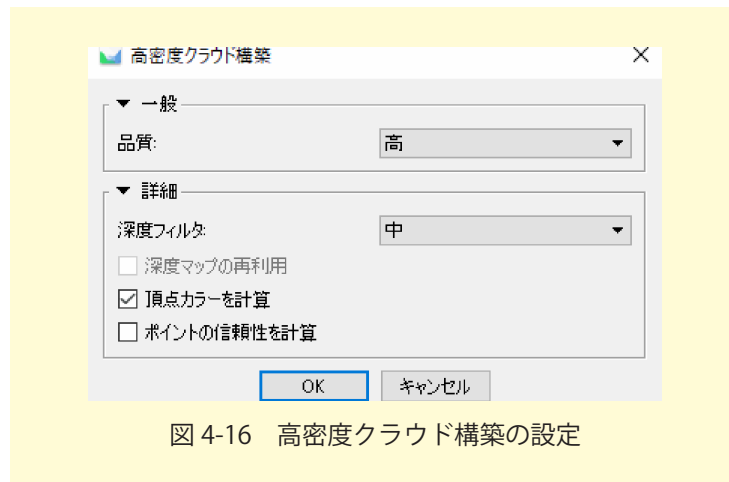 高密度クラウド構築
▼ 一般
品質: 高
▼ 詳細
深度フィルタ: 中
深度マップの再利用
頂点カラーを計算
ポイントの信頼性を計算
OK キャンセル
図 4-16 高密度クラウド構築の設定